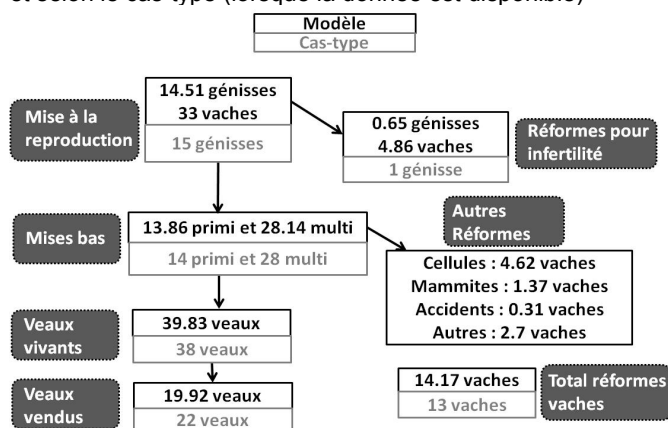 et selon le cas-type (lorsque la donnée est disponible)
Modèle
Cas-type
Mise à la
reproduction
14.51 génisses
33 vaches
15 génisses
0.65 génisses
4.86 vaches
1 génisse
Réformes pour
infertilité
Mises bas
13.86 primi et 28.14 multi
14 primi et 28 multi
Autres
Réformes
Cellules : 4.62 vaches
Mammites : 1.37 vaches
Accidents : 0.31 vaches
Autres : 2.7 vaches
Veaux
vivants
39.83 veaux
38 veaux
Veaux
vendus
19.92 veaux
22 veaux
14.17 vaches
13 vaches
Total réformes
vaches